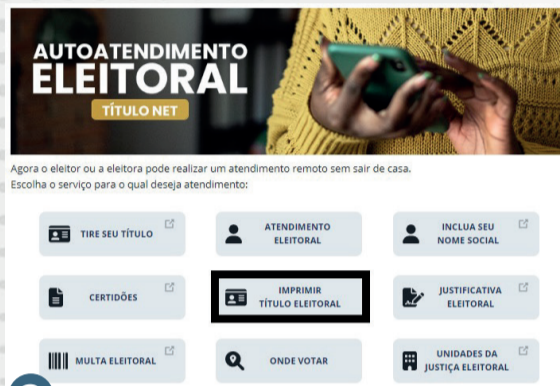 AUTOATENDIMENTO
ELEITORAL
TÍTULO NET
Agora o eleitor ou a eleitora pode realizar um atendimento remoto sem sair de casa.
Escolha o serviço para o qual deseja atendimento:
TIRE SEU TÍTULO
ATENDIMENTO
ELEITORAL
INCLUA SEU
NOME SOCIAL
CERTIDÕES
IMPRIMIR
TÍTULO ELEITORAL
JUSTIFICATIVA
ELEITORAL
MULTA ELEITORAL
ONDE VOTAR
UNIDADES DA
JUSTIÇA ELEITORAL